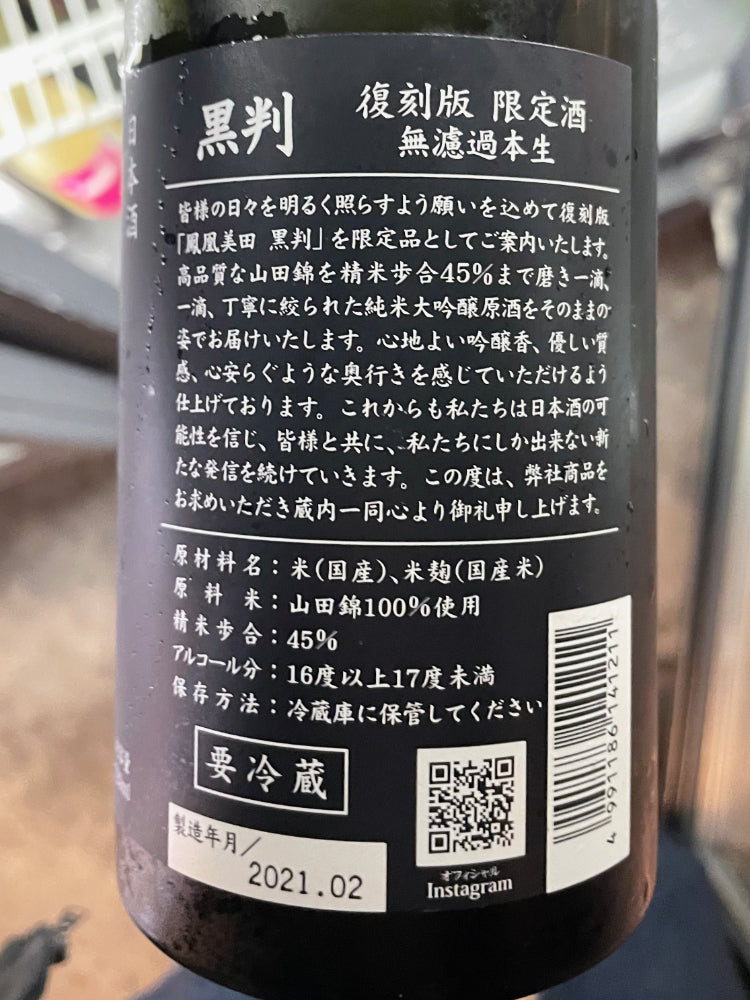 日本酒
黒判
復刻版 限定酒
無濾過本生
皆様の日々を明るく照らすよう願いを込めて復刻版
「鳳凰美田 黒判」を限定品としてご案内いたします。
高品質な山田錦を精米歩合45%まで磨き一滴、
一滴、丁寧に絞られた純米大吟醸原酒をそのままの
姿でお届けいたします。心地よい吟醸香、優しい質
感、心安らぐような奥行きを感じていただけるよう
仕上げております。これからも私たちは日本酒の可
能性を信じ、皆様と共に、私たちにしか出来ない新
たな発信を続けていきます。この度は、弊社商品を
お求めいただき蔵内一同心より御礼申し上げます。
原材料名：米(国産)、米麹(国産米)
原料米：山田錦100%使用
精米歩合：45%
アルコール分：16度以上17度未満
保存方法：冷蔵庫に保管してください
要冷蔵
製造年月/
2021.02
オフィシャル
Instagram
4 991186 141211